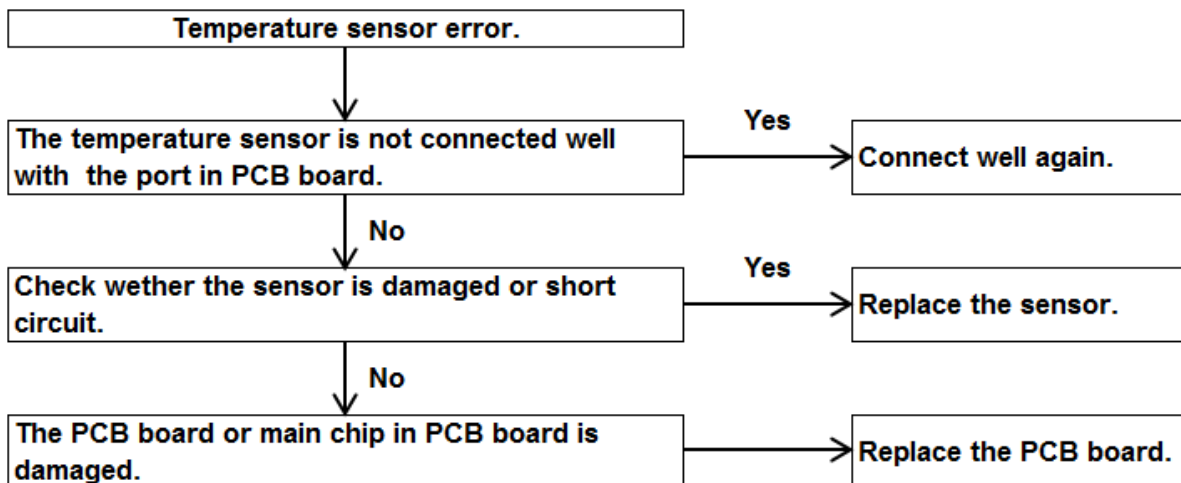 Temperature sensor error.
The temperature sensor is not connected well
with the port in PCB board.
Yes
Connect well again.
No
Check wether the sensor is damaged or short
circuit.
Yes
Replace the sensor.
No
The PCB board or main chip in PCB board is
damaged.
Replace the PCB board.